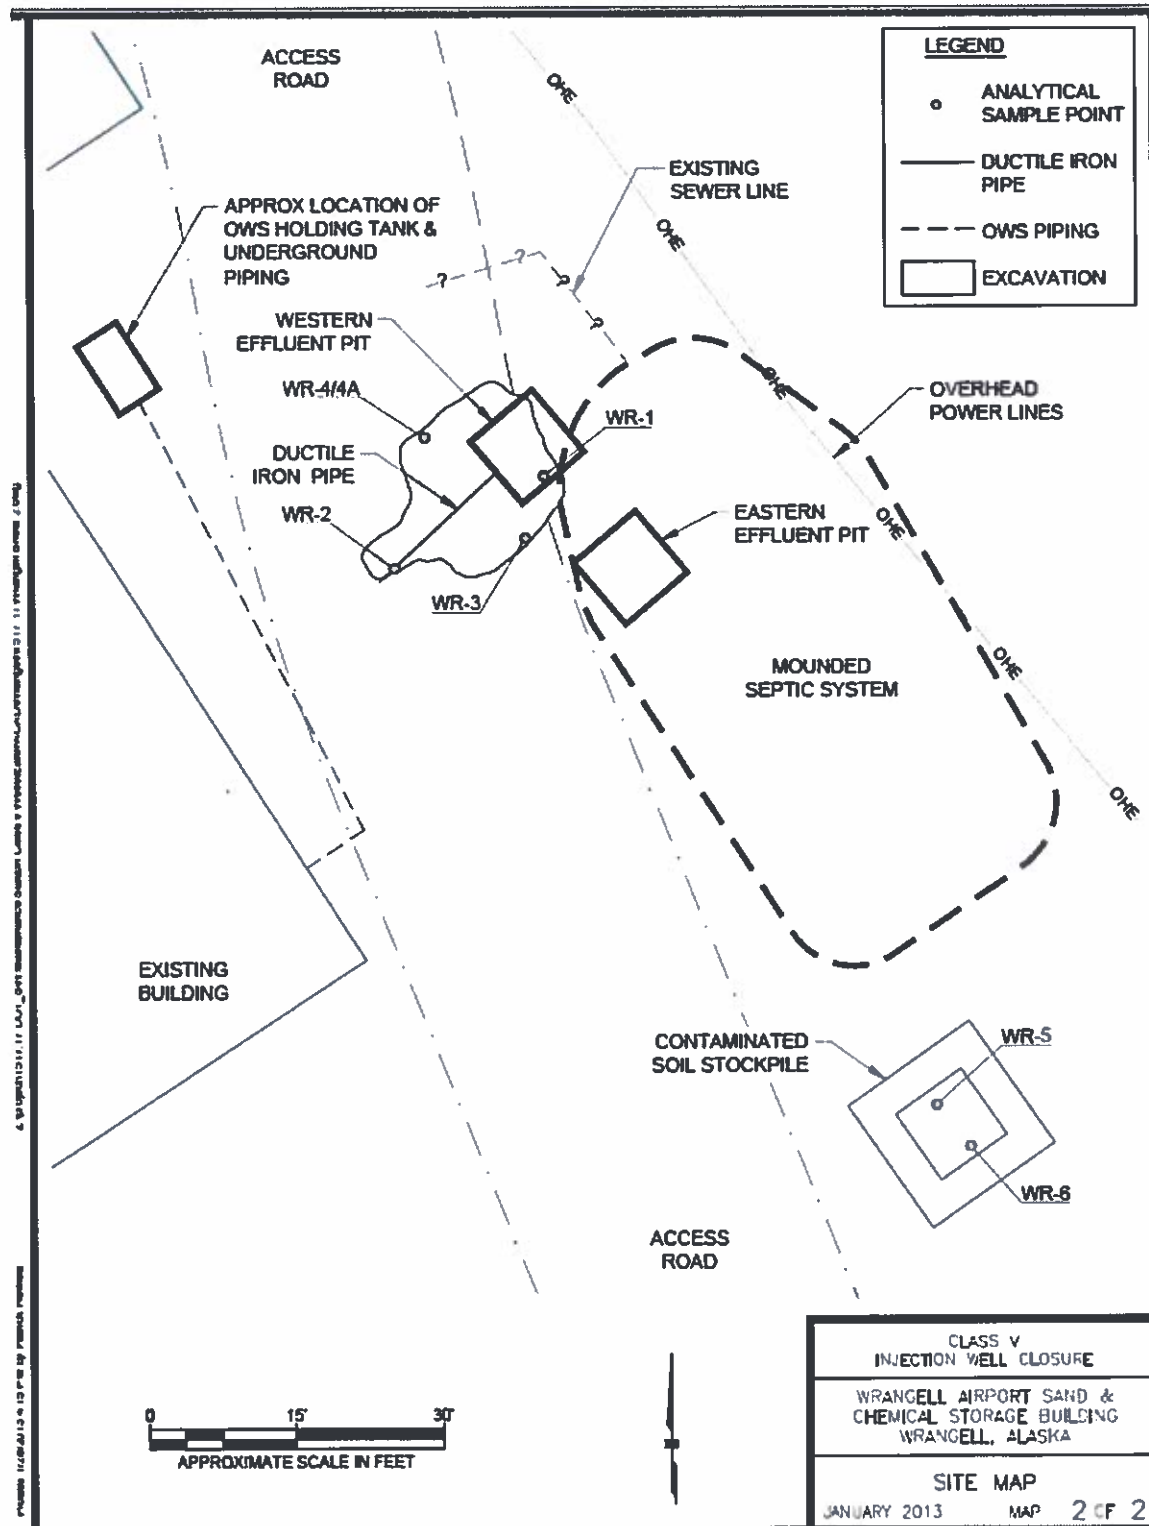 ACCESS
ROAD
LEGEND
ANALYTICAL
SAMPLE POINT
DUCTILE IRON
PIPE
OWS PIPING
EXCAVATION
OHE
EXISTING
SEWER LINE
APPROX LOCATION OF
OWS HOLDING TANK &
UNDERGROUND
PIPING
OHE
?
?
?
?
WESTERN
EFFLUENT PIT
WR-4/4A
OHE
OVERHEAD
POWER LINES
WR-1
DUCTILE
IRON PIPE
WR-2
EASTERN
EFFLUENT PIT
OHE
WR-3
MOUNDED
SEPTIC SYSTEM
OHE
OHE
EXISTING
BUILDING
CONTAMINATED
SOIL STOCKPILE
WR-5
WR-6
ACCESS
ROAD
0 15' 30'
APPROXIMATE SCALE IN FEET
CLASS V
INJECTION WELL CLOSURE
WRANGELL AIRPORT SAND &
CHEMICAL STORAGE BUILDING
WRANGELL, ALASKA
SITE MAP
JANUARY 2013 MAP 2 OF 2